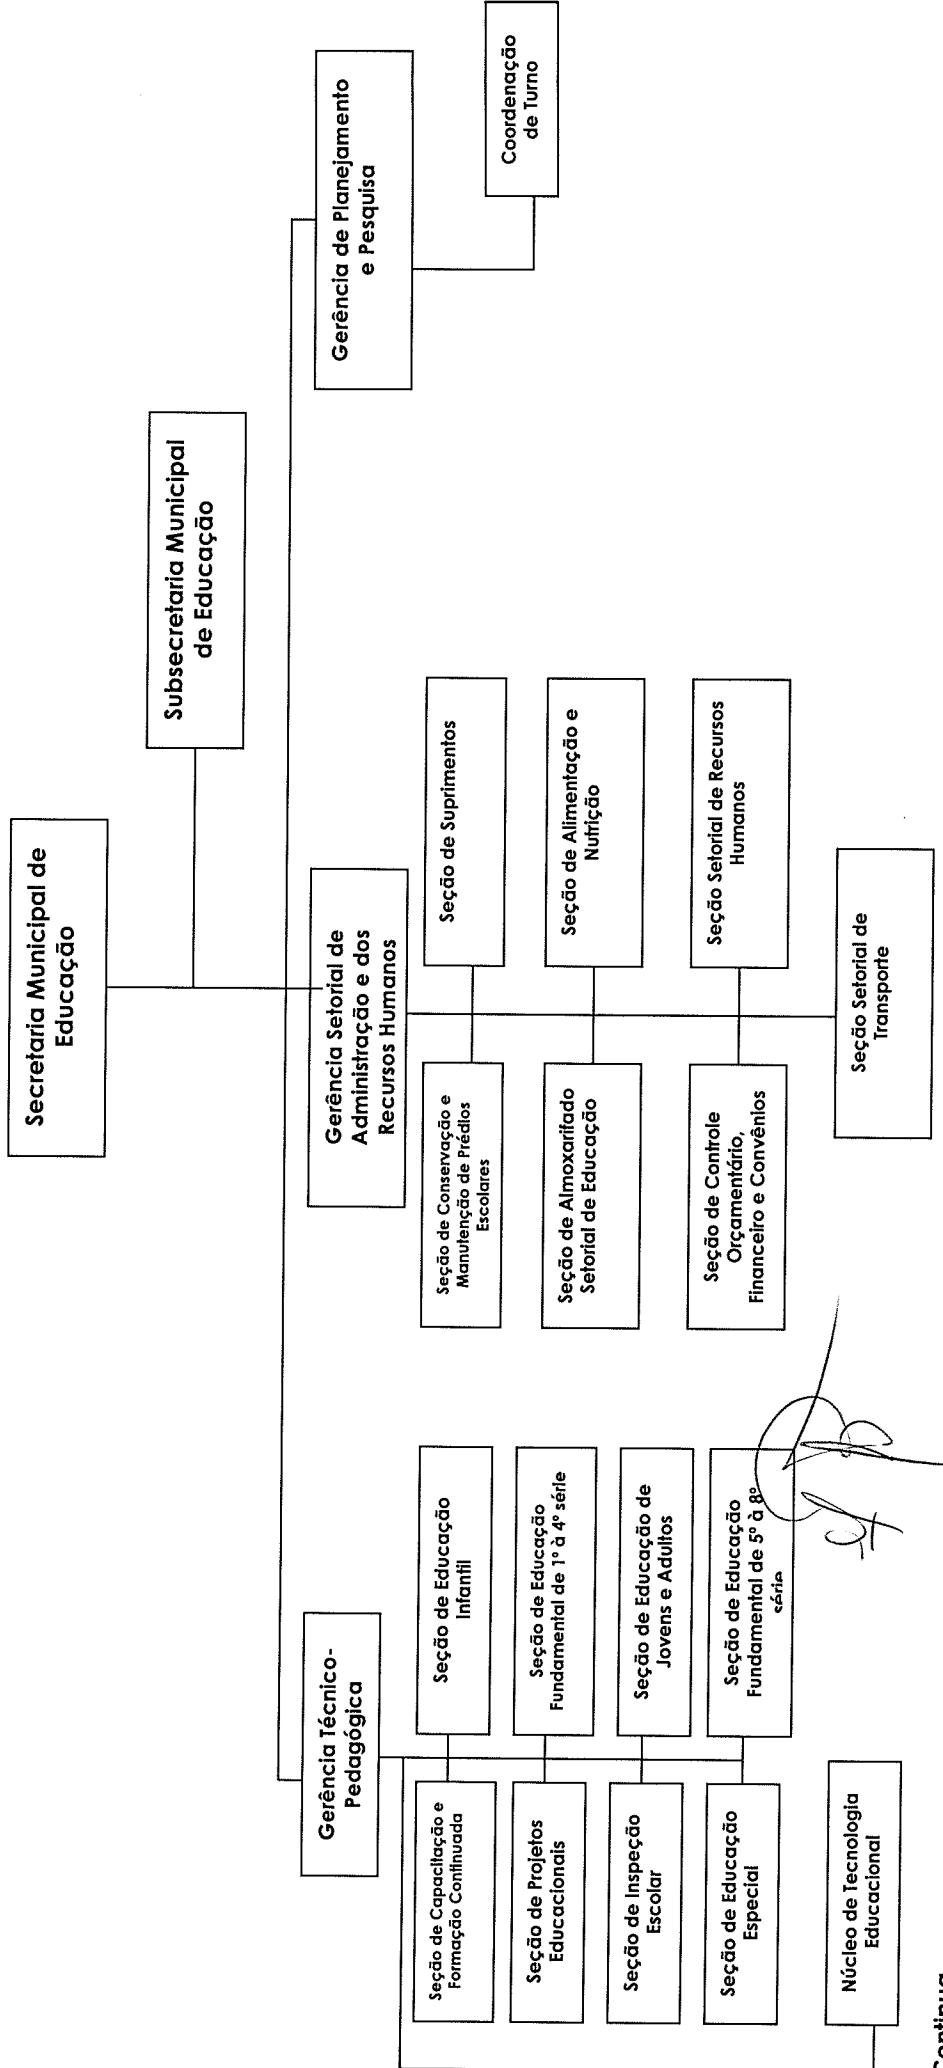 Secretaria Municipal de
Educação
Subsecretaria Municipal
de Educação
Gerência Técnico-
Pedagógica
Gerência Setorial de
Administração e dos
Recursos Humanos
Gerência de Planejamento
e Pesquisa
Seção de Capacitação e
Formação Continuada
Seção de Educação
Infantil
Seção de Projetos
Educacionais
Seção de Educação
Fundamental de 1º à 4º série
Seção de Inspeção
Escolar
Seção de Educação de
Jovens e Adultos
Seção de Educação
Especial
Seção de Educação
Fundamental de 5º à 8º
série
Núcleo de Tecnologia
Educacional
Seção de Conservação e
Manutenção de Prédios
Escolares
Seção de Suprimentos
Seção de Almoxarifado
Setorial de Educação
Seção de Alimentação e
Nutrição
Seção de Controle
Orçamentário,
Financeiro e Convênios
Seção Setorial de Recursos
Humanos
Seção Setorial de
Transporte
Coordenação
de Turno
Continua